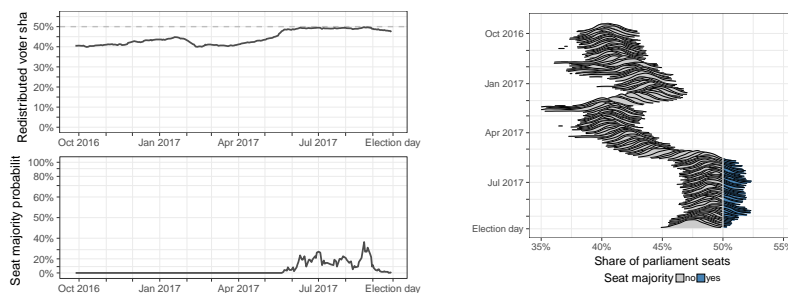 Redistributed voter sha
50%
40%
30%
20%
10%
0%
Oct 2016 Jan 2017 Apr 2017 Jul 2017 Election day
Seat majority probabilit
100%
80%
60%
40%
20%
0%
Oct 2016 Jan 2017 Apr 2017 Jul 2017 Election day
Oct 2016
Jan 2017
Apr 2017
Jul 2017
Election day
35% 40% 45% 50% 55%
Share of parliament seats
Seat majority no yes